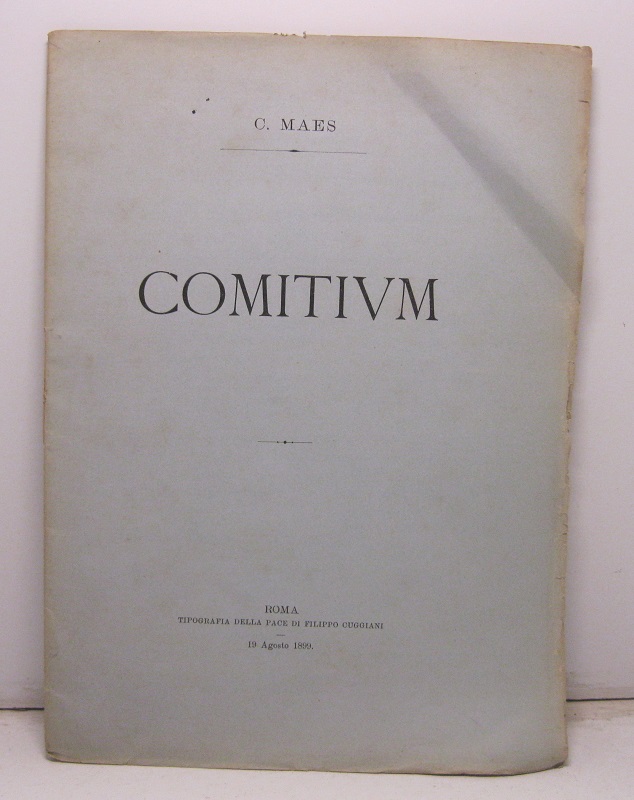 C. MAES
COMITIVM
ROMA
TIPOGRAFIA DELLA PACE DI FILIPPO CUGGIANI
19 Agosto 1899.